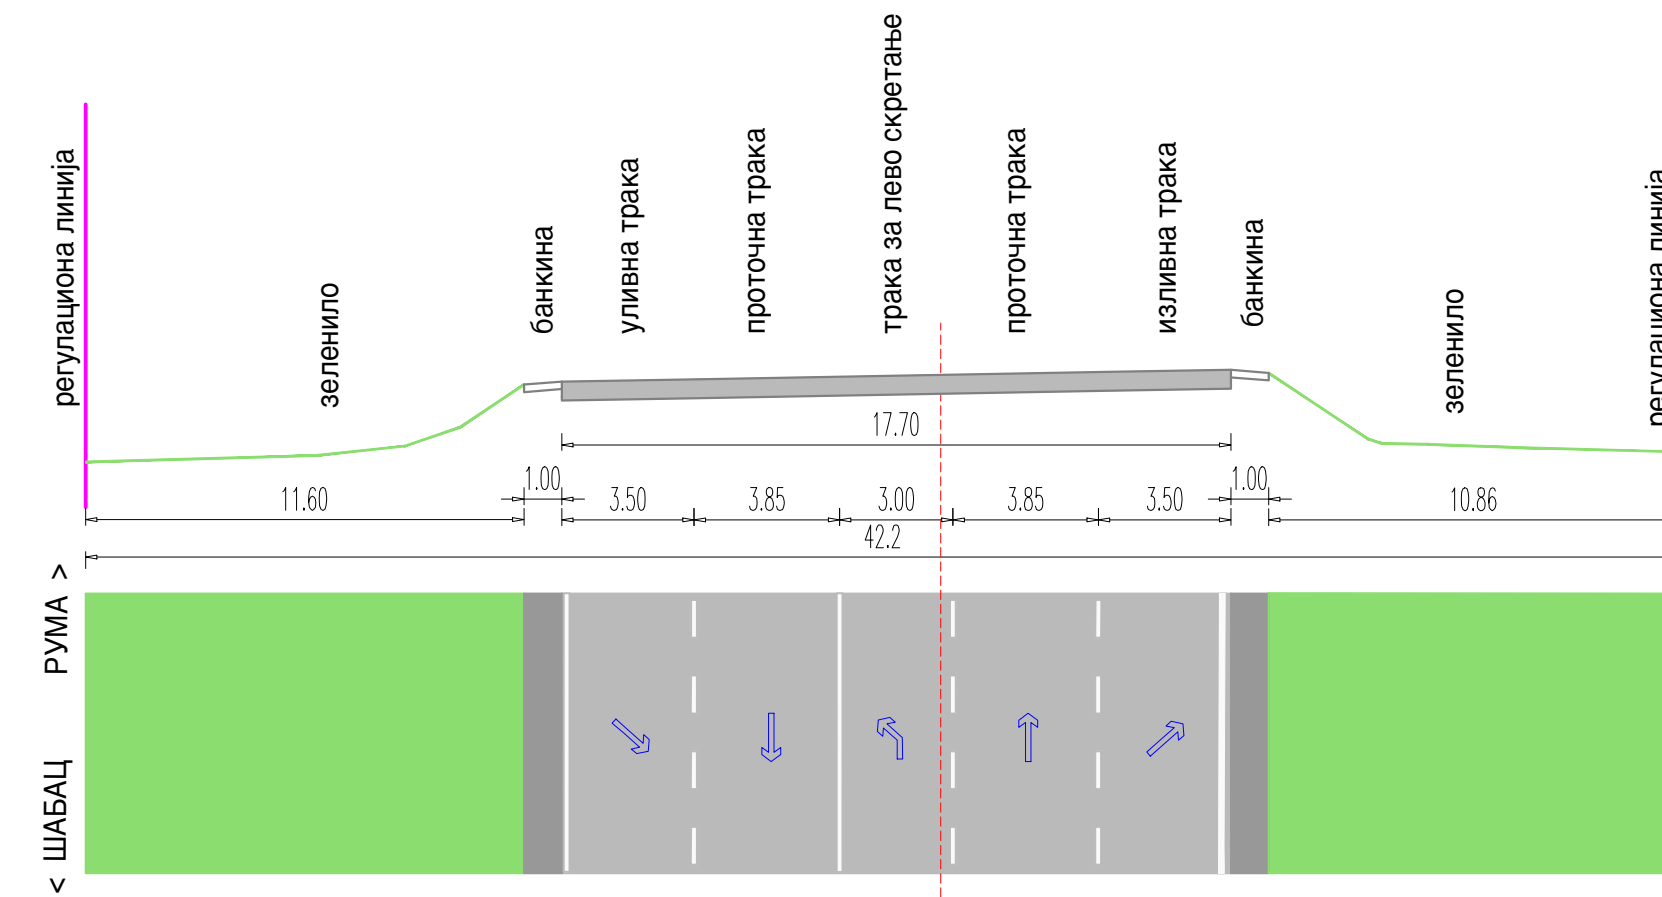 регулациона линија
зеленило
банкина
уливна трака
проточна трака
трака за лево скретање
проточна трака
изливна трака
банкина
зеленило
регулациона линија
17.70
11.60
1.00
3.50
3.85
3.00
3.85
3.50
1.00
10.86
42.2
< ШАБАЦ РУМА >